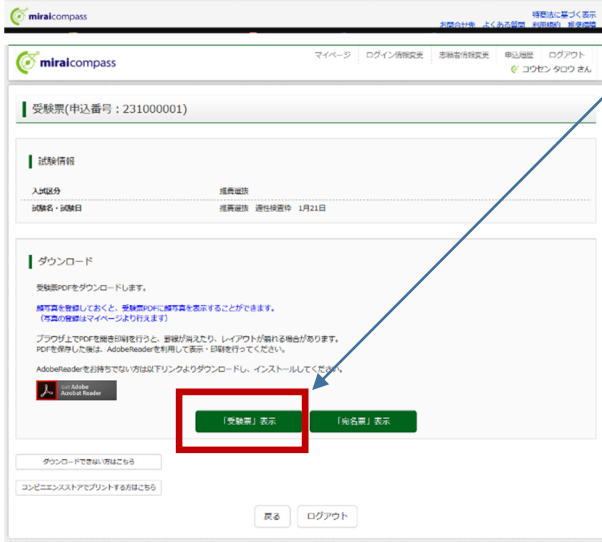 miraicompass
特商法に基づく表示
お問合せ先 よくある質問 利用規約 推奨環境
miraicompass
マイページ ログイン情報変更 志願者情報変更 申込履歴 ログアウト
コウセン タロウ さん
受験票(申込番号：231000001)
試験情報
入試区分 推薦選抜
試験名・試験日 推薦選抜 適性検査枠 1月21日
ダウンロード
受験票PDFをダウンロードします。
顔写真を登録しておくと、受験票PDFに顔写真を表示することができます。
（写真の登録はマイページより行えます）
ブラウザ上でPDFを開き印刷を行うと、罫線が消えたり、レイアウトが崩れる場合があります。
PDFを保存した後は、AdobeReaderを利用して表示・印刷を行ってください。
AdobeReaderをお持ちでない方は以下リンクよりダウンロードし、インストールしてください。
Get Adobe
Acrobat Reader
「受験票」表示 「宛名票」表示
ダウンロードできない方はこちら
コンビニエンスストアでプリントする方はこちら
戻る ログアウト